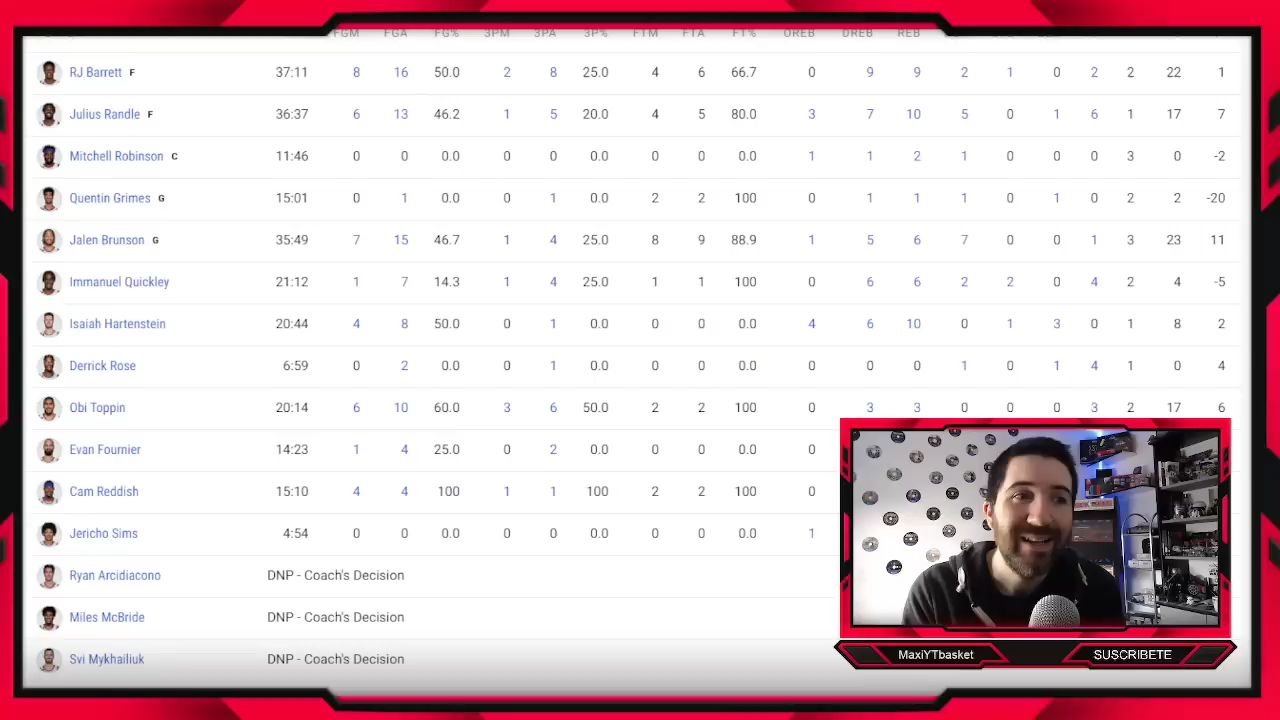 FGM FGA FG% 3PM 3PA 3P% FTM FTA FT% OREB DREB REB
RJ Barrett F 37:11 8 16 50.0 2 8 25.0 4 6 66.7 0 9 9 2 1 0 2 2 22 1
Julius Randle F 36:37 6 13 46.2 1 5 20.0 4 5 80.0 3 7 10 5 0 1 6 1 17 7
Mitchell Robinson C 11:46 0 0 0.0 0 0 0.0 0 0 0.0 1 1 2 1 0 0 0 3 0 -2
Quentin Grimes G 15:01 0 1 0.0 0 1 0.0 2 2 100 0 1 1 1 0 1 0 2 2 -20
Jalen Brunson G 35:49 7 15 46.7 1 4 25.0 8 9 88.9 1 5 6 7 0 0 1 3 23 11
Immanuel Quickley 21:12 1 7 14.3 1 4 25.0 1 1 100 0 6 6 2 2 0 4 2 4 -5
Isaiah Hartenstein 20:44 4 8 50.0 0 1 0.0 0 0 0.0 4 6 10 0 1 3 0 1 8 2
Derrick Rose 6:59 0 2 0.0 0 1 0.0 0 0 0.0 0 0 0 1 0 1 4 1 0 4
Obi Toppin 20:14 6 10 60.0 3 6 50.0 2 2 100 0 3 3 0 0 0 3 2 17 6
Evan Fournier 14:23 1 4 25.0 0 2 0.0 0 0 0.0 0
Cam Reddish 15:10 4 4 100 1 1 100 2 2 100 0
Jericho Sims 4:54 0 0 0.0 0 0 0.0 0 0 0.0 1
Ryan Arcidiacono DNP - Coach's Decision
Miles McBride DNP - Coach's Decision
Svi Mykhailiuk DNP - Coach's Decision
MaxiYTbasket SUSCRIBETE